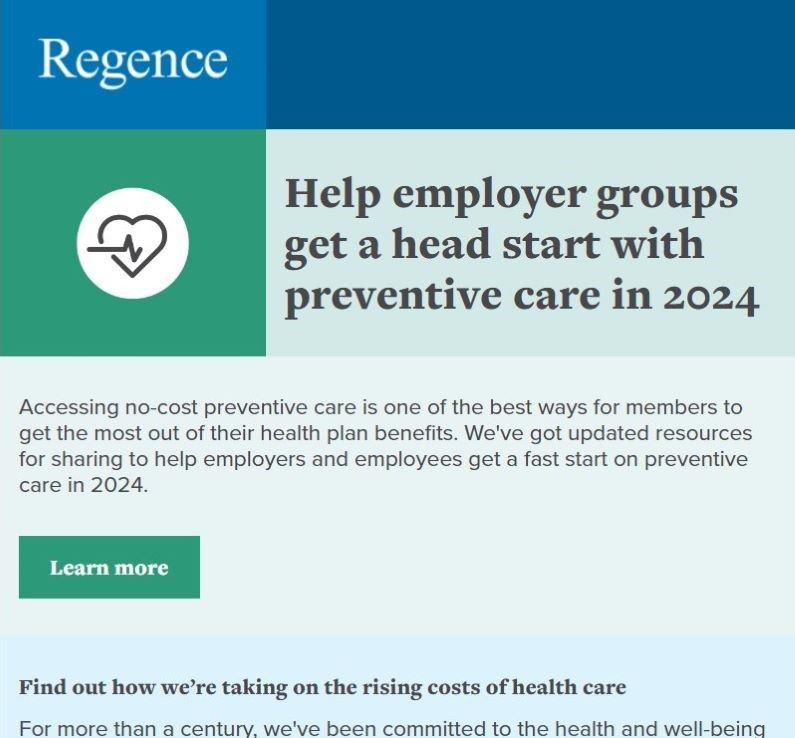 Regence
Help employer groups
get a head start with
preventive care in 2024
Accessing no-cost preventive care is one of the best ways for members to
get the most out of their health plan benefits. We've got updated resources
for sharing to help employers and employees get a fast start on preventive
care in 2024.
Learn more
Find out how we’re taking on the rising costs of health care
For more than a century, we've been committed to the health and well-being